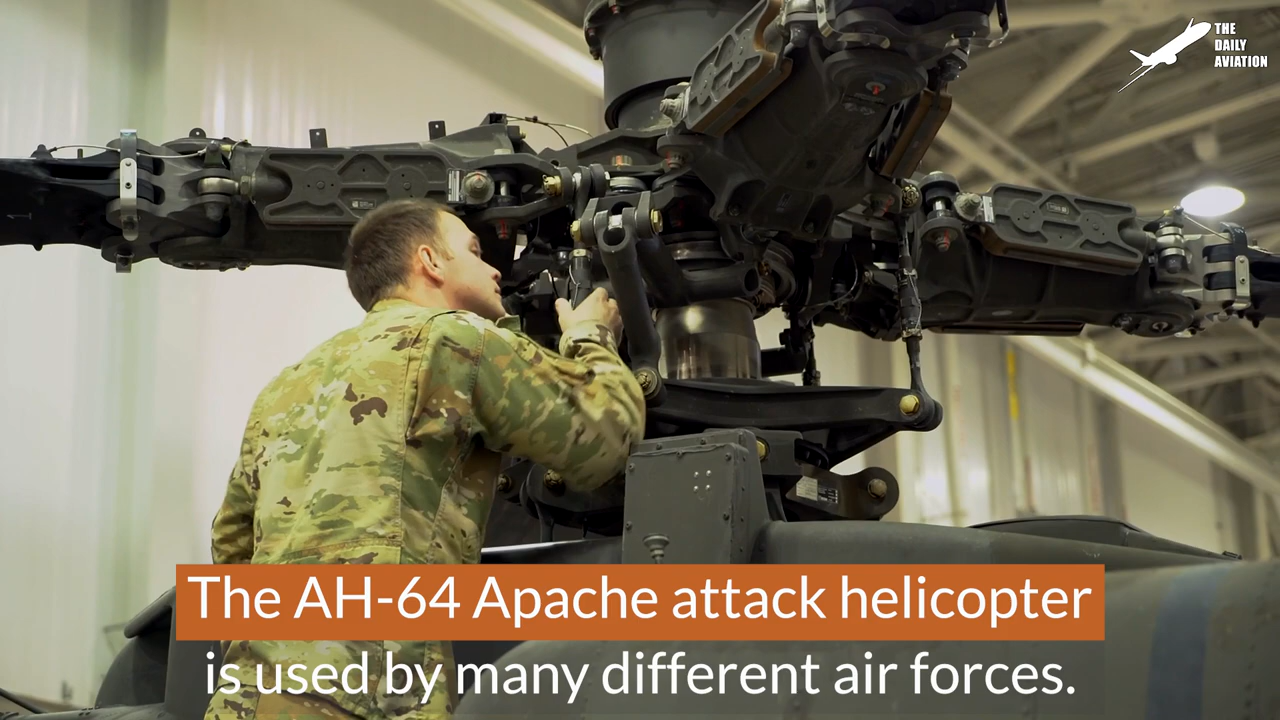 THE
DAILY
AVIATION
The AH-64 Apache attack helicopter
is used by many different air forces.